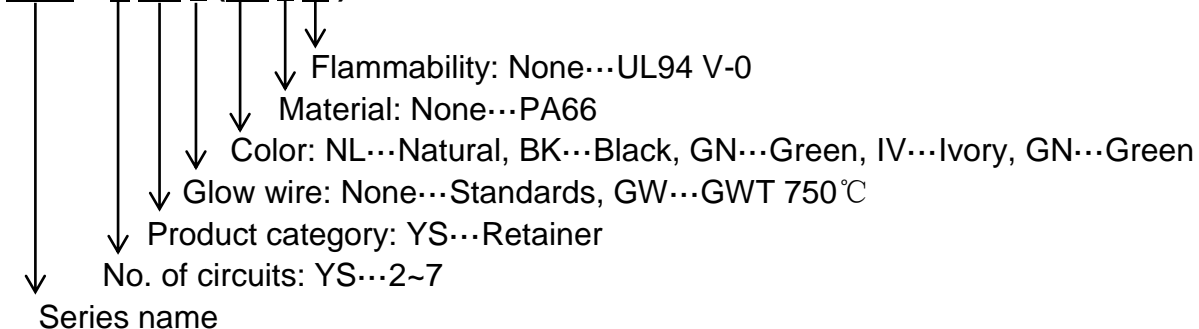 Flammability: None···UL94 V-0
Material: None···PA66
Color: NL···Natural, BK···Black, GN···Green, IV···Ivory, GN···Green
Glow wire: None···Standards, GW···GWT 750℃
Product category: YS···Retainer
No. of circuits: YS···2~7
Series name